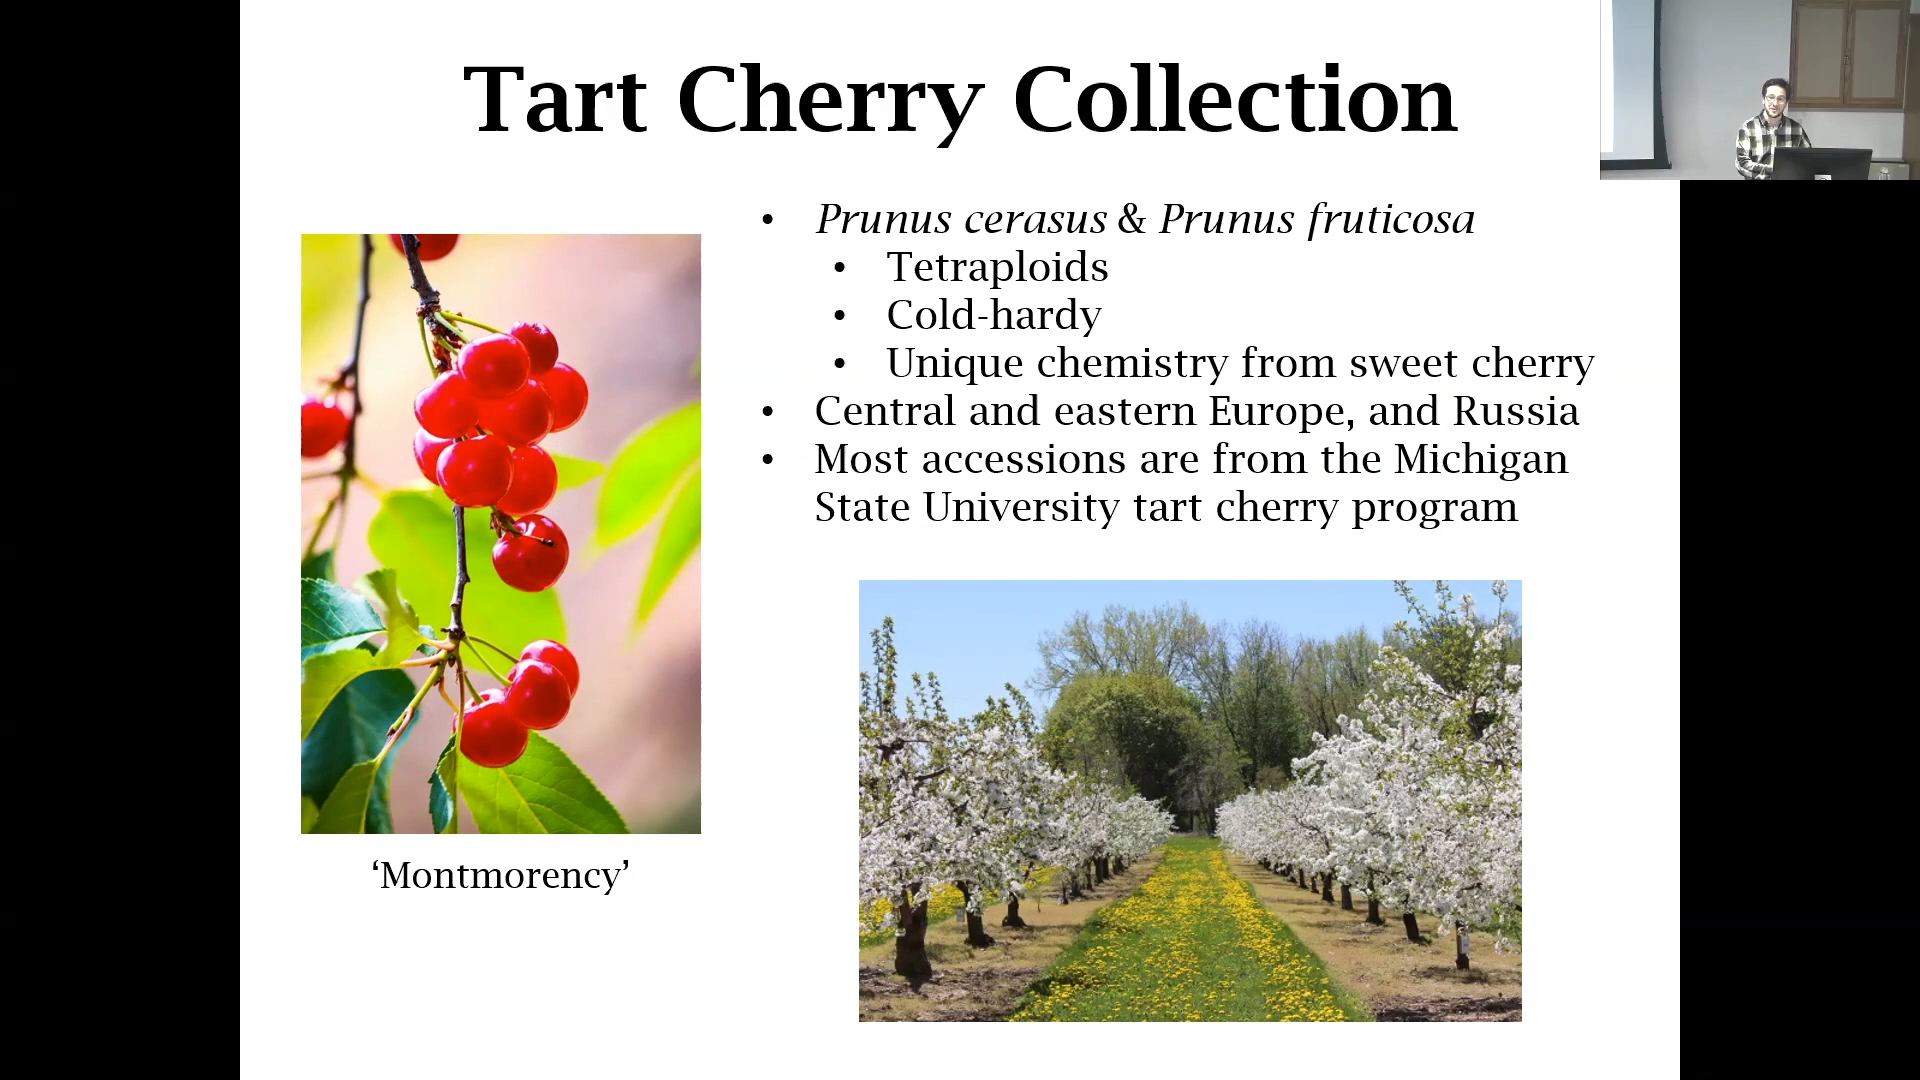 Tart Cherry Collection
• Prunus cerasus & Prunus fruticosa
• Tetraploids
• Cold-hardy
• Unique chemistry from sweet cherry
• Central and eastern Europe, and Russia
• Most accessions are from the Michigan
State University tart cherry program
‘Montmorency’